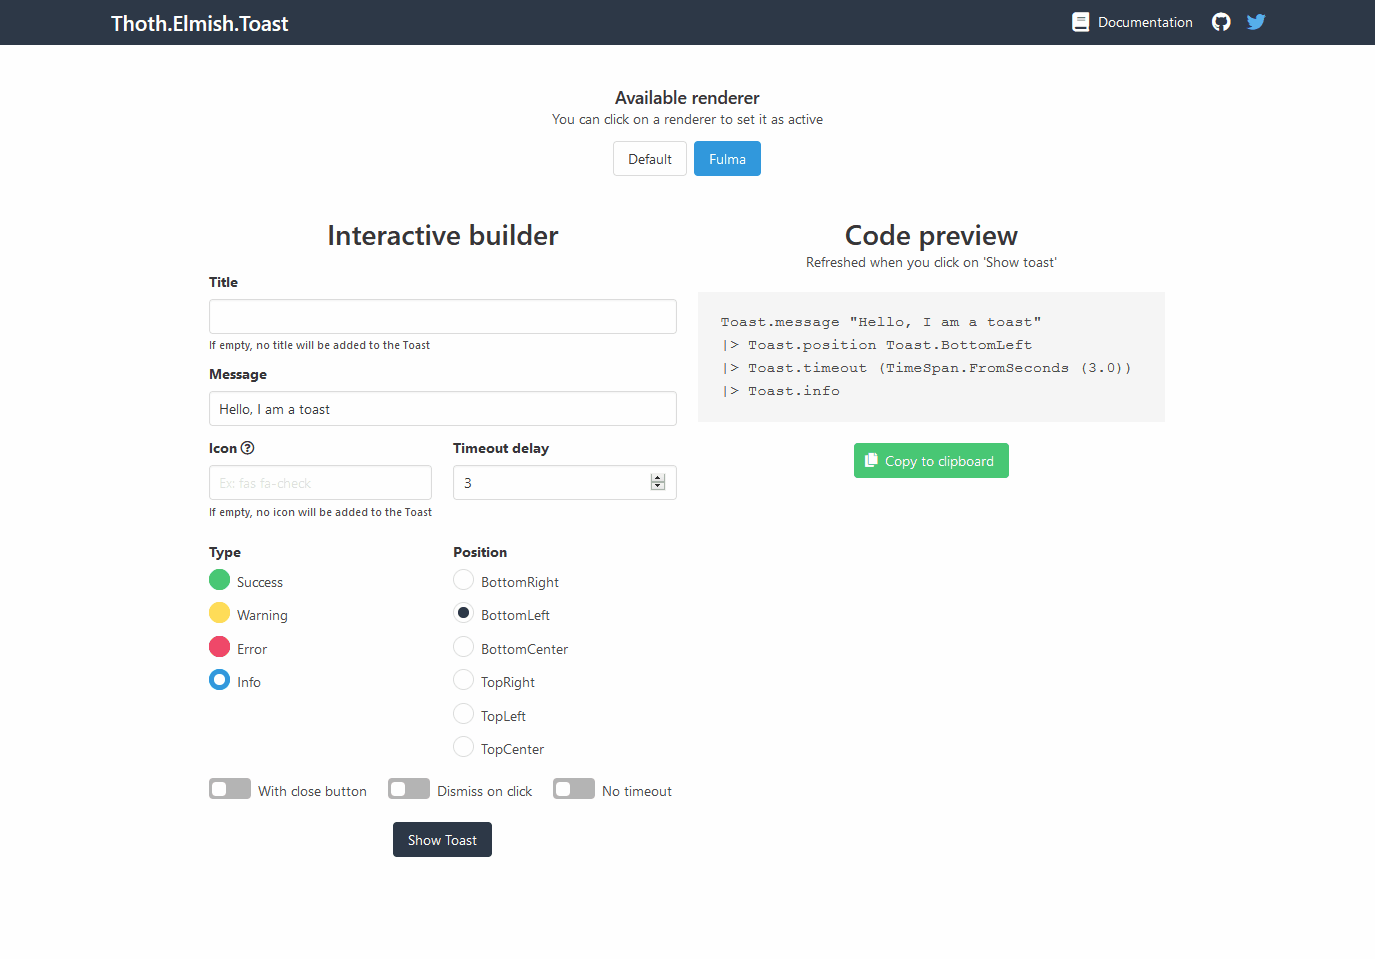 Thoth.Elmish.Toast
Documentation
Available renderer
You can click on a renderer to set it as active
Default
Fulma
Interactive builder
Title
If empty, no title will be added to the Toast
Message
Hello, I am a toast
Icon
Timeout delay
Ex: fas fa-check
3
If empty, no icon will be added to the Toast
Type
Position
Success
BottomRight
Warning
BottomLeft
Error
BottomCenter
Info
TopRight
TopLeft
TopCenter
With close button
Dismiss on click
No timeout
Show Toast
Code preview
Refreshed when you click on 'Show toast'
Toast.message "Hello, I am a toast"
|> Toast.position Toast.BottomLeft
|> Toast.timeout (TimeSpan.FromSeconds (3.0))
|> Toast.info
Copy to clipboard